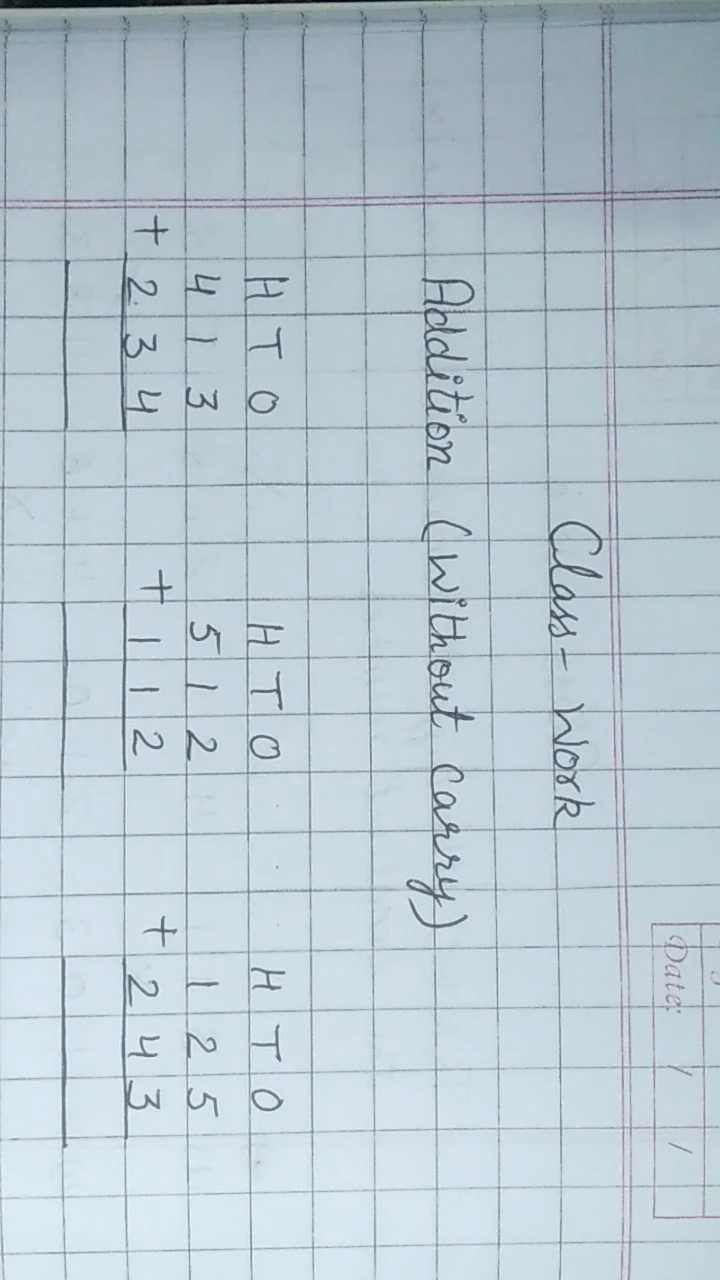 Date: / /
Class- Work
Addition (without carry)
H T O H T O H T O
4 1 3 5 1 2 1 2 5
+ 2 3 4 + 1 1 2 + 2 4 3